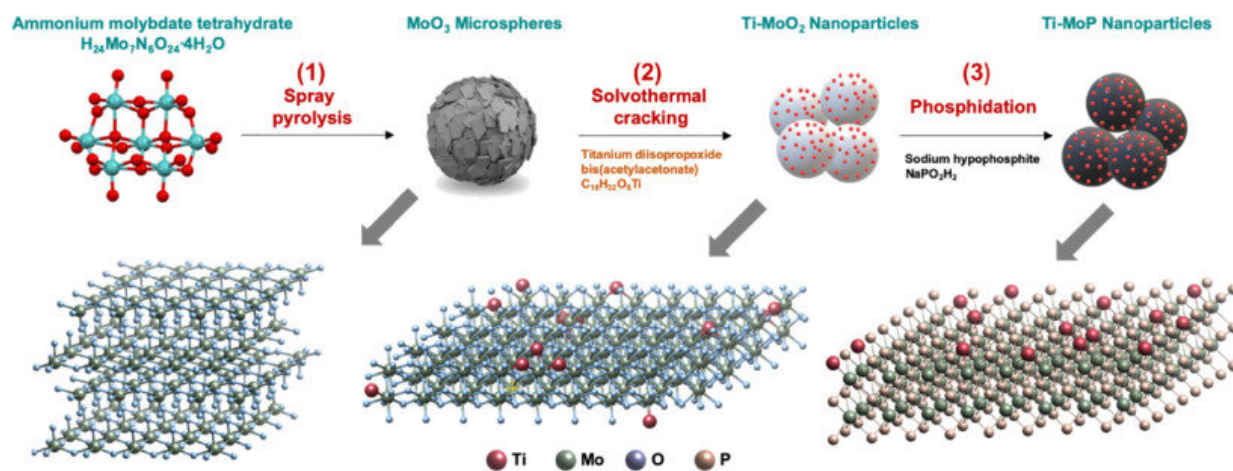 Ammonium molybdate tetrahydrate
H₂₄Mo₇N₆O₂₄·4H₂O
MoO₃ Microspheres
Ti-MoO₂ Nanoparticles
Ti-MoP Nanoparticles
(1)
Spray
pyrolysis
(2)
Solvothermal
cracking
Titanium diisopropoxide
bis(acetylacetonate)
(3)
Phosphidation
Sodium hypophosphite
NaPO₂H₂
Ti Mo O P